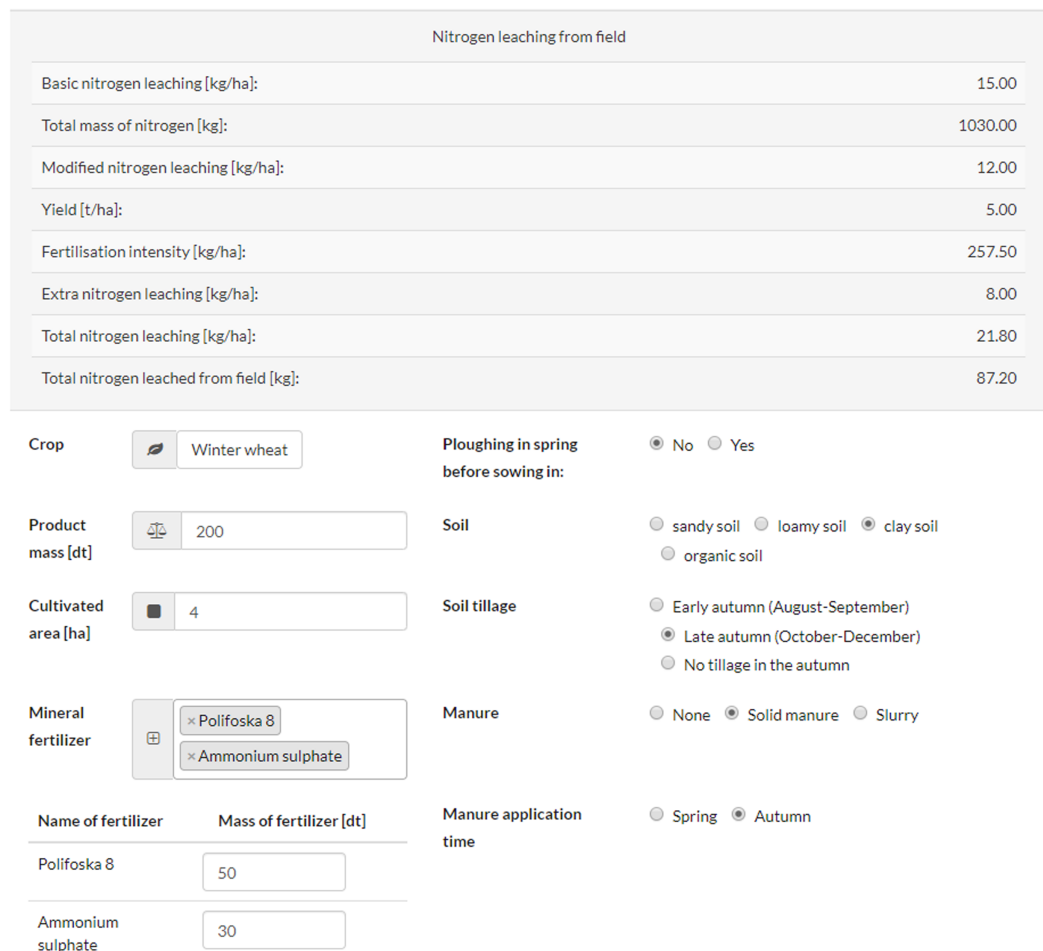 Nitrogen leaching from field
Basic nitrogen leaching [kg/ha]: 15.00
Total mass of nitrogen [kg]: 1030.00
Modified nitrogen leaching [kg/ha]: 12.00
Yield [t/ha]: 5.00
Fertilisation intensity [kg/ha]: 257.50
Extra nitrogen leaching [kg/ha]: 8.00
Total nitrogen leaching [kg/ha]: 21.80
Total nitrogen leached from field [kg]: 87.20
Crop
Winter wheat
Product
mass [dt]
200
Cultivated
area [ha]
4
Mineral
fertilizer
× Polifoska 8
× Ammonium sulphate
Name of fertilizer Mass of fertilizer [dt]
Polifoska 8 50
Ammonium
sulphate
30
Ploughing in spring
before sowing in:
No Yes
Soil
sandy soil loamy soil clay soil
organic soil
Soil tillage
Early autumn (August-September)
Late autumn (October-December)
No tillage in the autumn
Manure
None Solid manure Slurry
Manure application
time
Spring Autumn